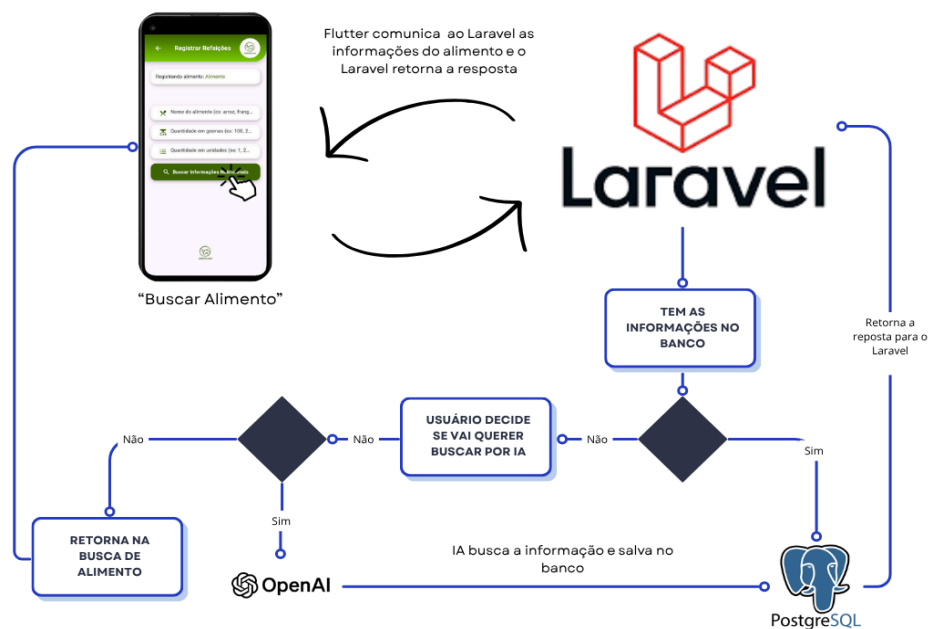 Flutter comunica ao Laravel as
informações do alimento e o
Laravel retorna a resposta
Registrar Refeições
Registrando alimento: Alimento
Nome do alimento (ex: arroz, frang...
Quantidade em gramas (ex: 100, 2...
Quantidade em unidades (ex: 1, 2...
Buscar Informações
"Buscar Alimento"
Laravel
TEM AS
INFORMAÇÕES NO
BANCO
Retorna a
reposta para o
Laravel
USUÁRIO DECIDE
SE VAI QUERER
BUSCAR POR IA
Não
Não
Não
Sim
Sim
RETORNA NA
BUSCA DE
ALIMENTO
OpenAI
IA busca a informação e salva no
banco
PostgreSQL